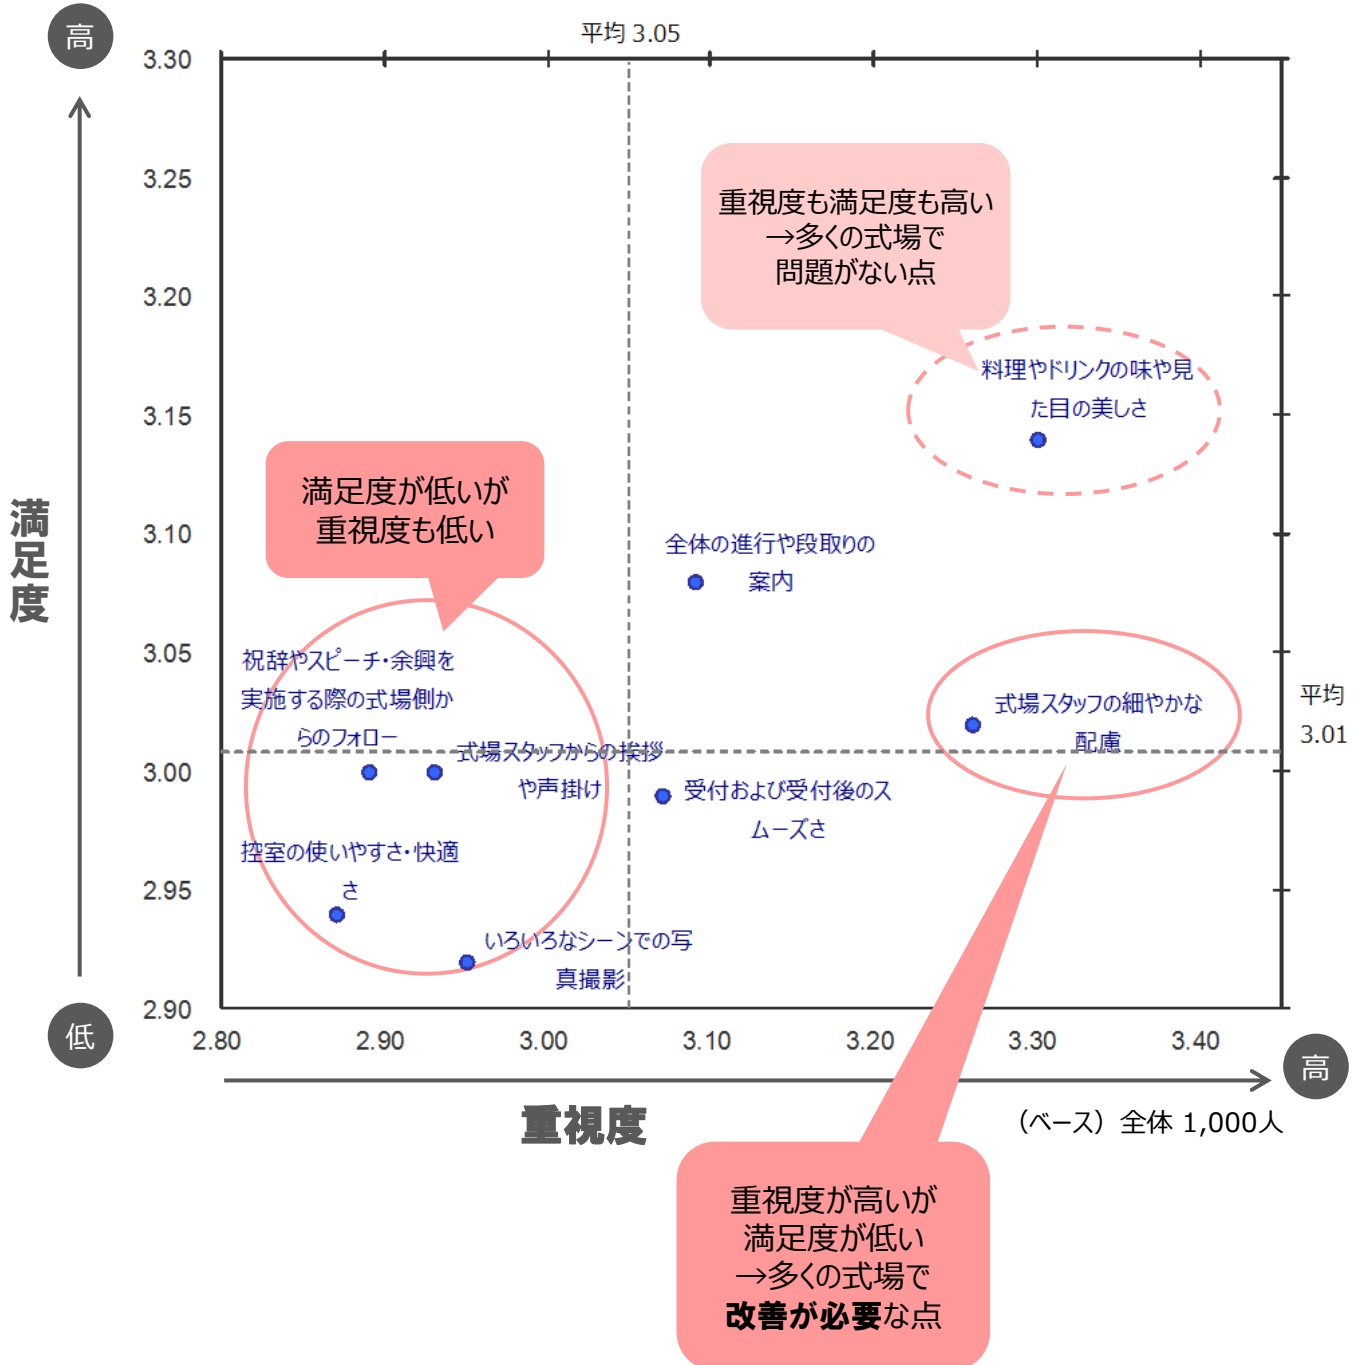 高
平均 3.05
3.30
3.25
3.20
3.15
3.10
3.05
3.00
2.95
2.90
満足度
低
重視度も満足度も高い
→多くの式場で
問題がない点
料理やドリンクの味や見
た目の美しさ
満足度が低いが
重視度も低い
全体の進行や段取りの
案内
祝辞やスピーチ・余興を
実施する際の式場側か
らのフォロー
式場スタッフからの挨拶
や声掛け
式場スタッフの細やかな
配慮
平均
3.01
受付および受付後のス
ムーズさ
控室の使いやすさ・快適
さ
いろいろなシーンでの写
真撮影
2.80
2.90
3.00
3.10
3.20
3.30
3.40
高
重視度
（ベース）全体 1,000人
重視度が高いが
満足度が低い
→多くの式場で
改善が必要な点